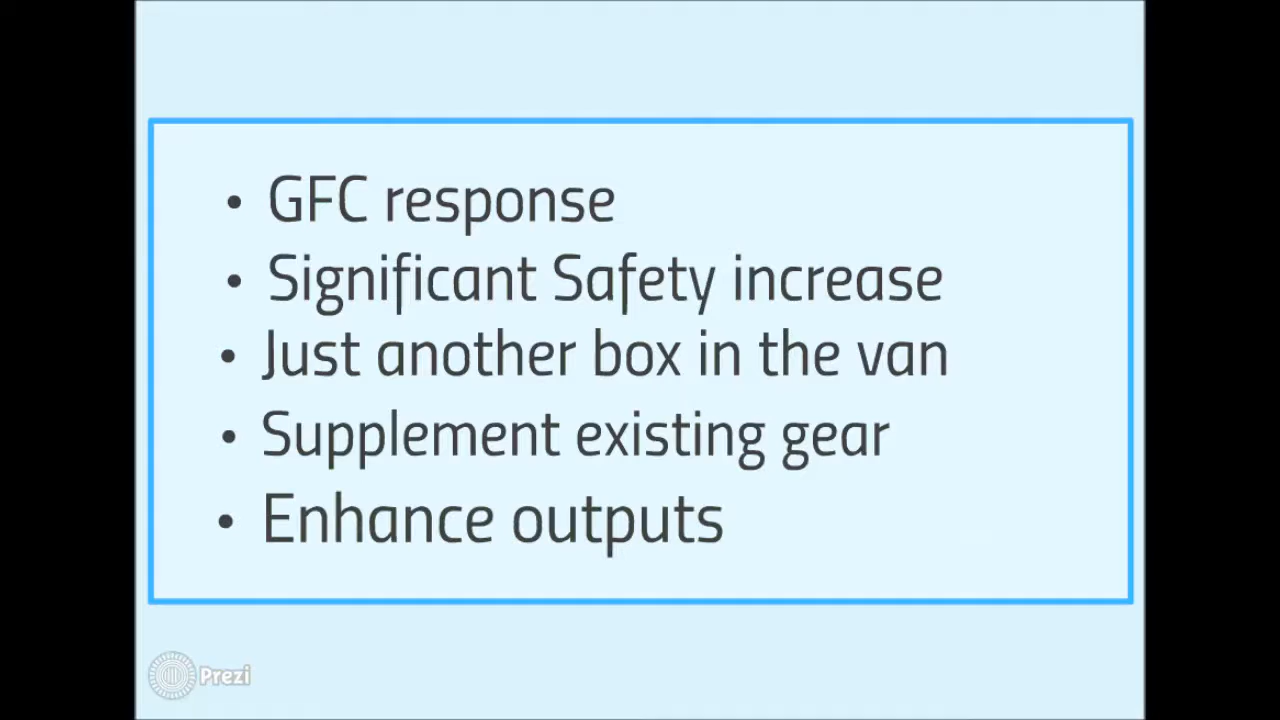 • GFC response
• Significant Safety increase
• Just another box in the van
• Supplement existing gear
• Enhance outputs
Prezi